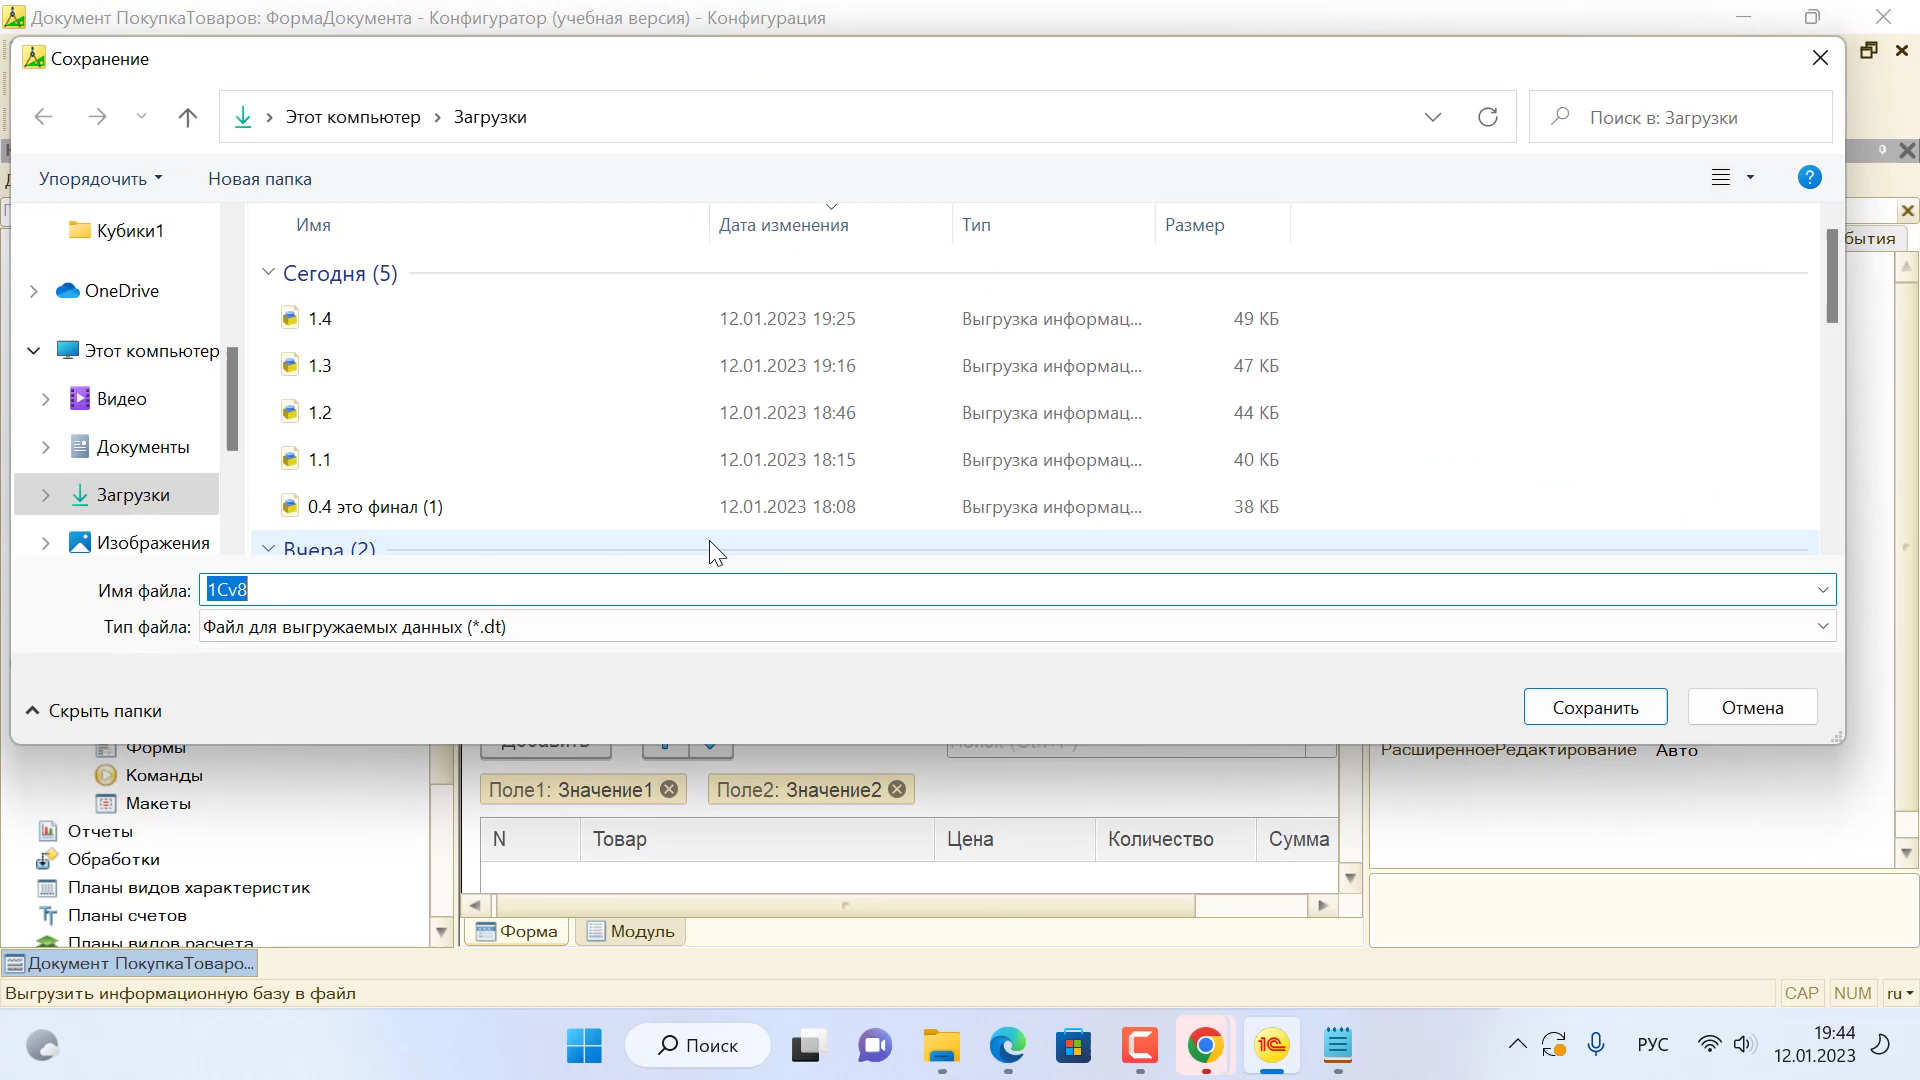 Документ ПокупкаТоваров: ФормаДокумента - Конфигуратор (учебная версия) - Конфигурация
Сохранение
Этот компьютер › Загрузки
Поиск в: Загрузки
Упорядочить
Новая папка
Имя
Дата изменения
Тип
Размер
Сегодня (5)
1.4 12.01.2023 19:25 Выгрузка информац... 49 КБ
1.3 12.01.2023 19:16 Выгрузка информац... 47 КБ
1.2 12.01.2023 18:46 Выгрузка информац... 44 КБ
1.1 12.01.2023 18:15 Выгрузка информац... 40 КБ
0.4 это финал (1) 12.01.2023 18:08 Выгрузка информац... 38 КБ
Вчера (2)
Кубики1
OneDrive
Этот компьютер
Видео
Документы
Загрузки
Изображения
бытия
Имя файла: 1Cv8
Тип файла: Файл для выгружаемых данных (*.dt)
Скрыть папки
Сохранить
Отмена
Формы
Команды
Макеты
Отчеты
Обработки
Планы видов характеристик
Планы счетов
Планы видов расчета
Добавить
Поиск (Ctrl+F)
Поле1: Значение1
Поле2: Значение2
N Товар Цена Количество Сумма
РасширенноеРедактирование Авто
Форма
Модуль
Документ ПокупкаТоваро...
Выгрузить информационную базу в файл
CAP NUM ru
Поиск
1С
РУС
19:44
12.01.2023